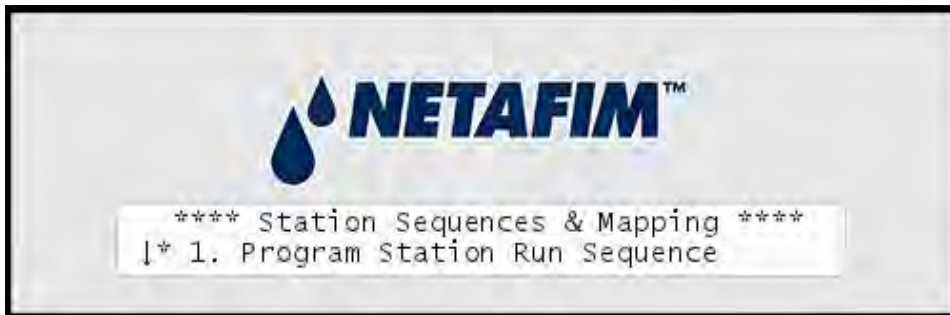 NETAFIM™
**** Station Sequences & Mapping ****
↓* 1. Program Station Run Sequence